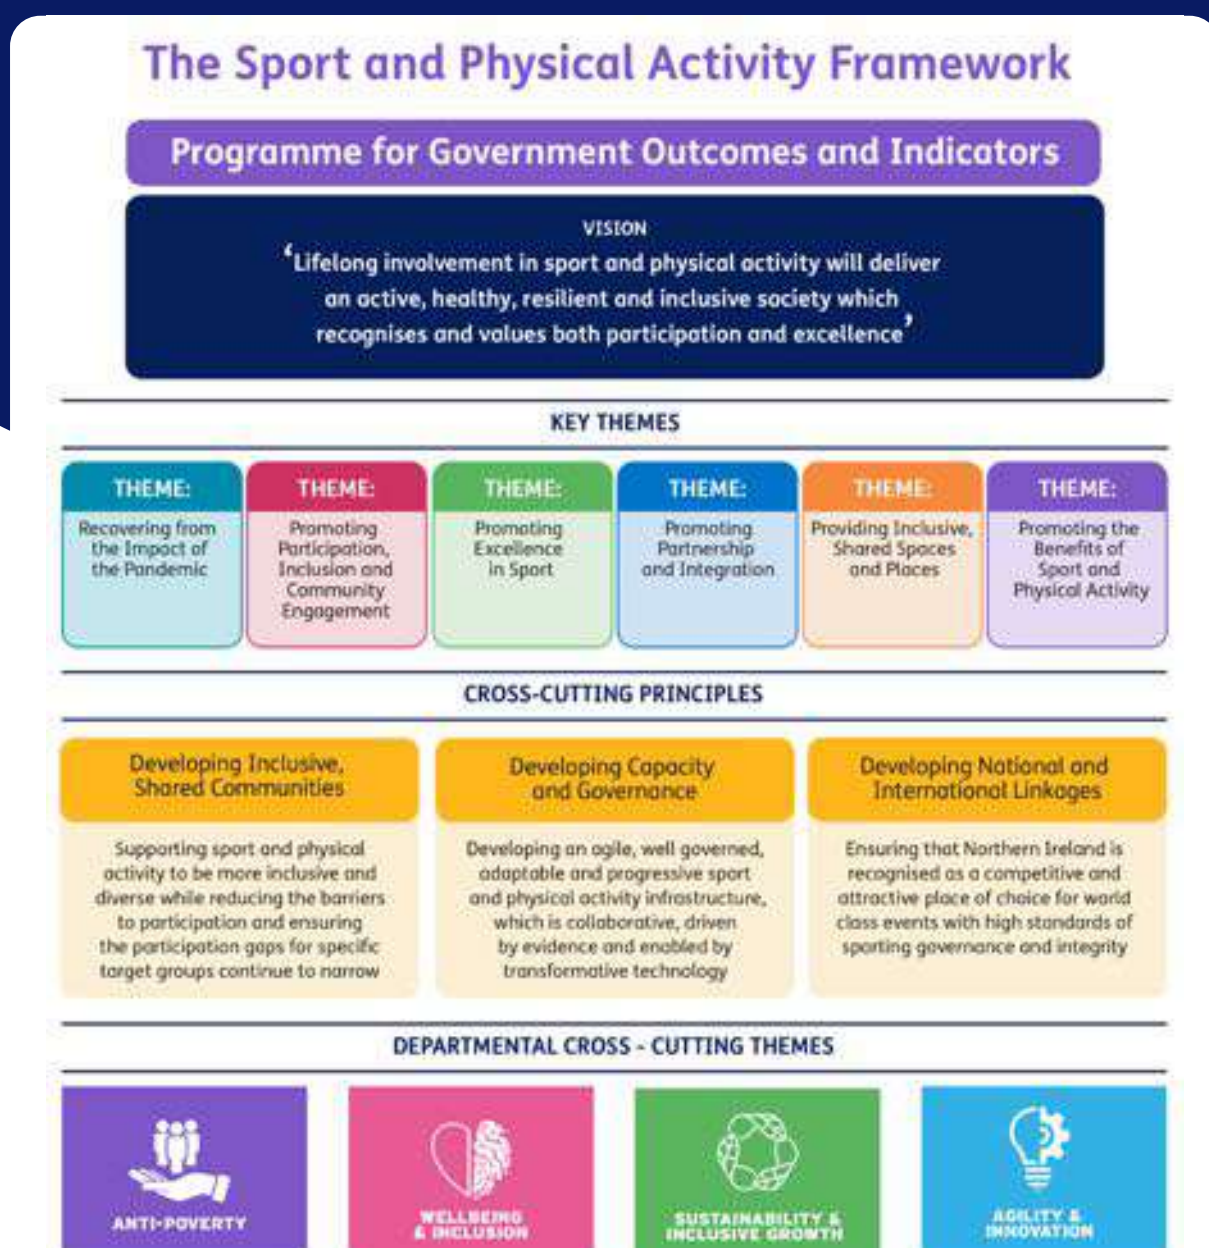 The Sport and Physical Activity Framework
Programme for Government Outcomes and Indicators
VISION
‘Lifelong involvement in sport and physical activity will deliver
an active, healthy, resilient and inclusive society which
recognises and values both participation and excellence’
KEY THEMES
THEME:
Recovering from
the Impact of
the Pandemic
THEME:
Promoting
Participation,
Inclusion and
Community
Engagement
THEME:
Promoting
Excellence
in Sport
THEME:
Promoting
Partnership
and Integration
THEME:
Providing Inclusive,
Shared Spaces
and Places
THEME:
Promoting the
Benefits of
Sport and
Physical Activity
CROSS-CUTTING PRINCIPLES
Developing Inclusive,
Shared Communities
Supporting sport and physical
activity to be more inclusive and
diverse while reducing the barriers
to participation and ensuring
the participation gaps for specific
target groups continue to narrow
Developing Capacity
and Governance
Developing an agile, well governed,
adaptable and progressive sport
and physical activity infrastructure,
which is collaborative, driven
by evidence and enabled by
transformative technology
Developing National and
International Linkages
Ensuring that Northern Ireland is
recognised as a competitive and
attractive place of choice for world
class events with high standards of
sporting governance and integrity
DEPARTMENTAL CROSS - CUTTING THEMES
ANTI-POVERTY
WELLBEING
& INCLUSION
SUSTAINABILITY &
INCLUSIVE GROWTH
AGILITY &
INNOVATION